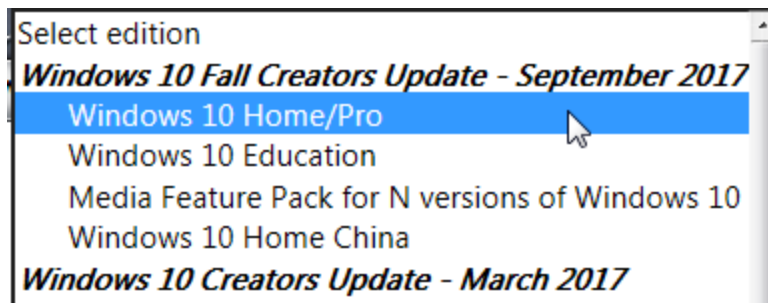 Select edition
Windows 10 Fall Creators Update - September 2017
Windows 10 Home/Pro
Windows 10 Education
Media Feature Pack for N versions of Windows 10
Windows 10 Home China
Windows 10 Creators Update - March 2017